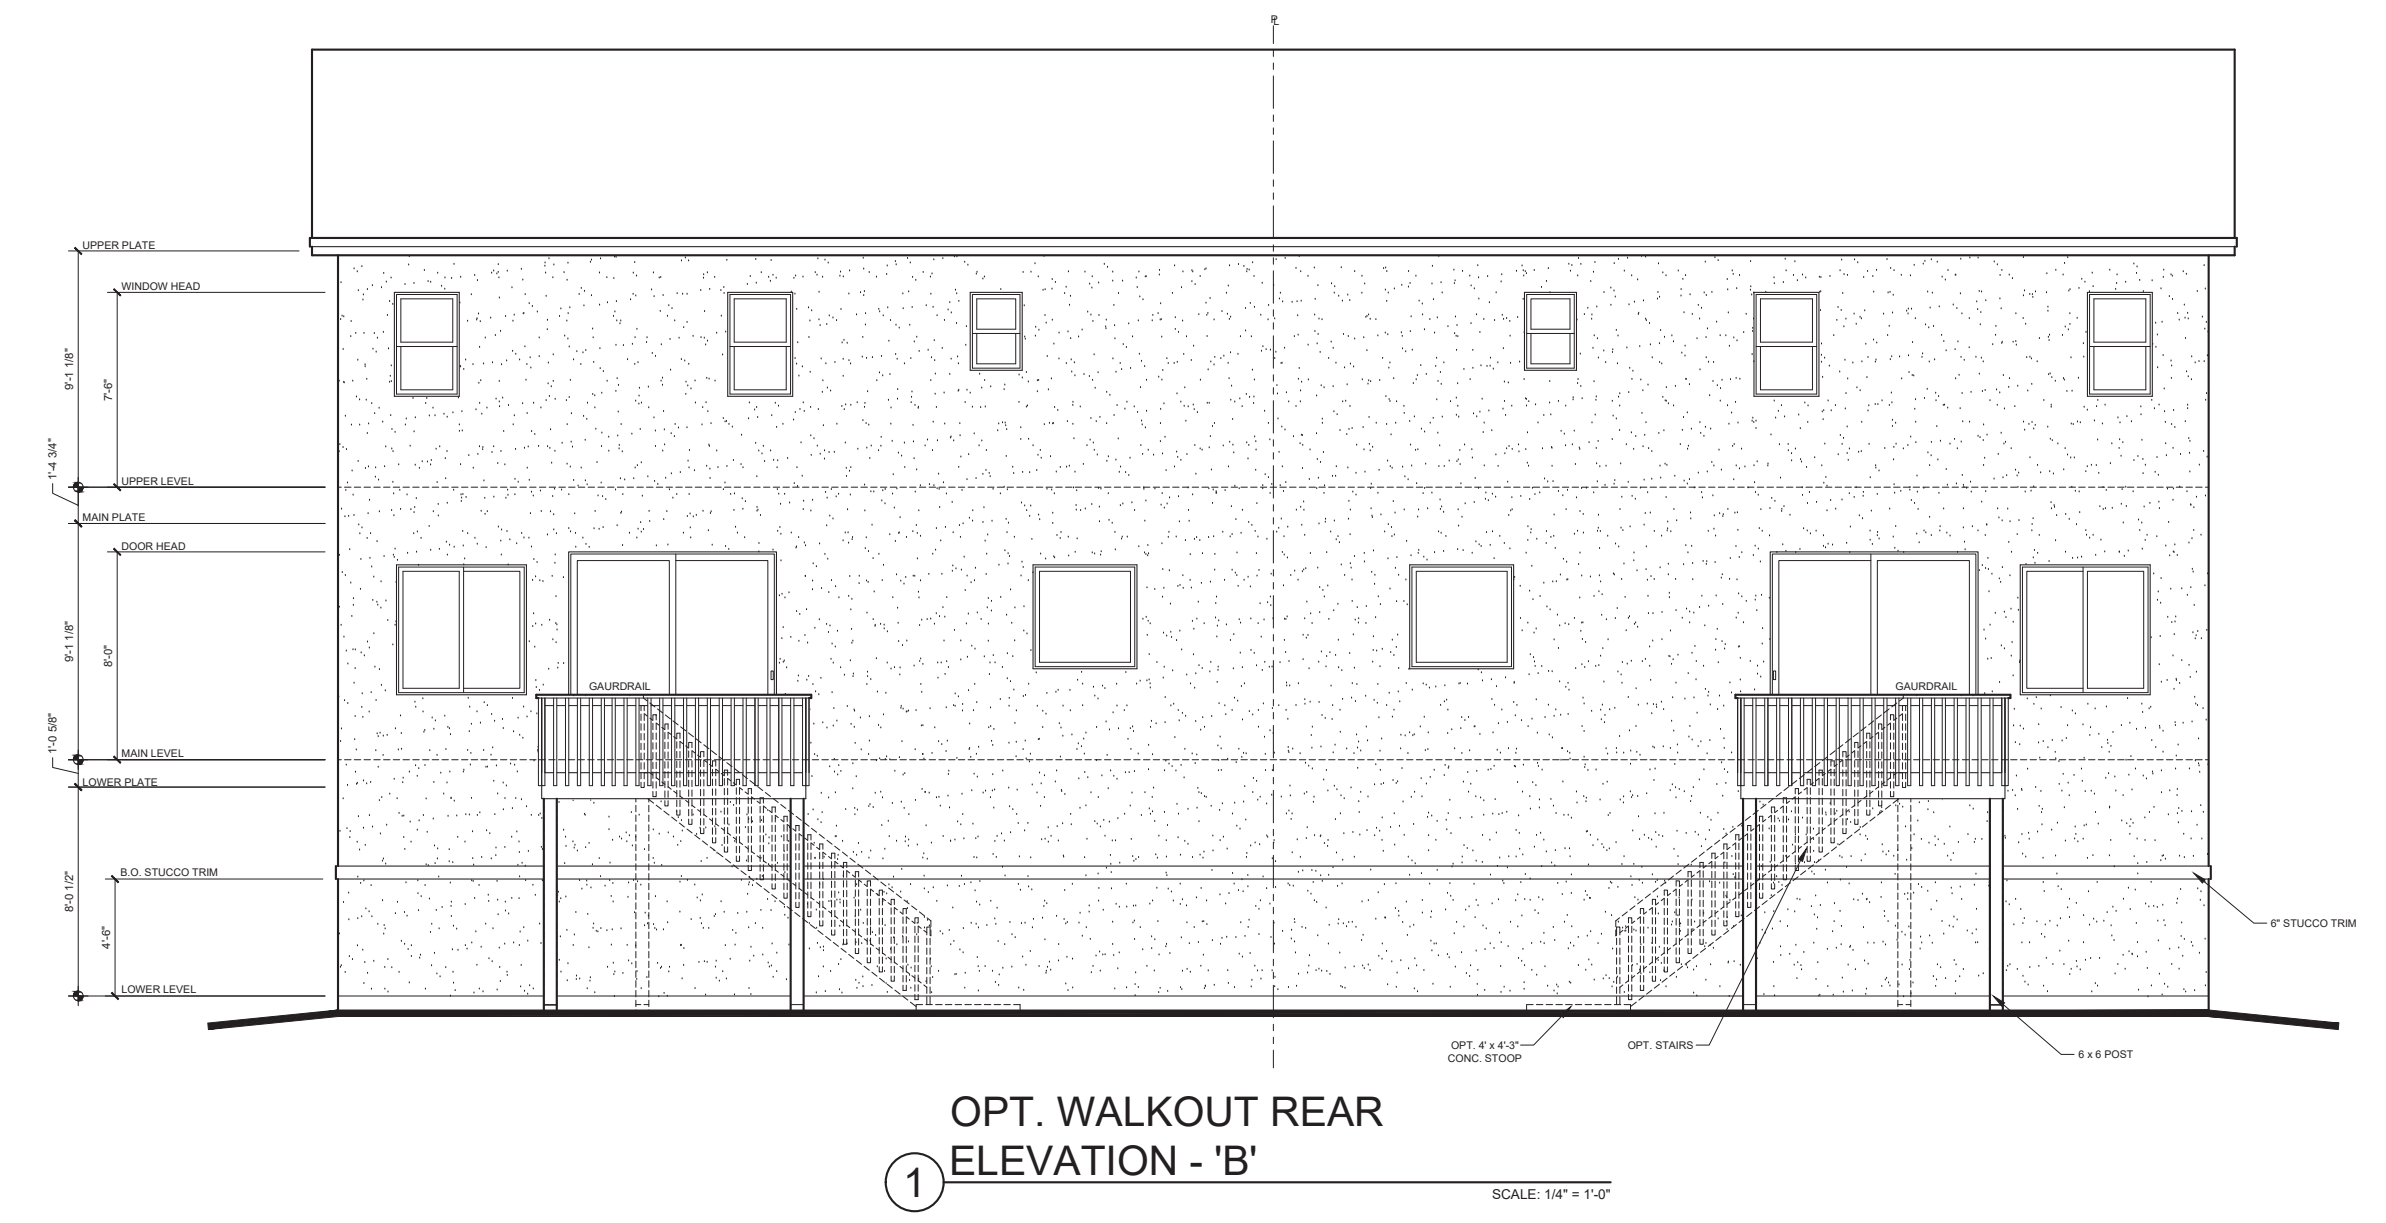 PL
UPPER PLATE
WINDOW HEAD
9'-1 1/8"
7'-6"
1'-4 3/4"
UPPER LEVEL
MAIN PLATE
DOOR HEAD
9'-1 1/8"
8'-0"
GAURDRAIL
GAURDRAIL
1'-0 5/8"
MAIN LEVEL
LOWER PLATE
B.O. STUCCO TRIM
8'-0 1/2"
4'-6"
6" STUCCO TRIM
LOWER LEVEL
OPT. 4' x 4'-3"
CONC. STOOP
OPT. STAIRS
6 x 6 POST
OPT. WALKOUT REAR
ELEVATION - 'B'
1
SCALE: 1/4" = 1'-0"